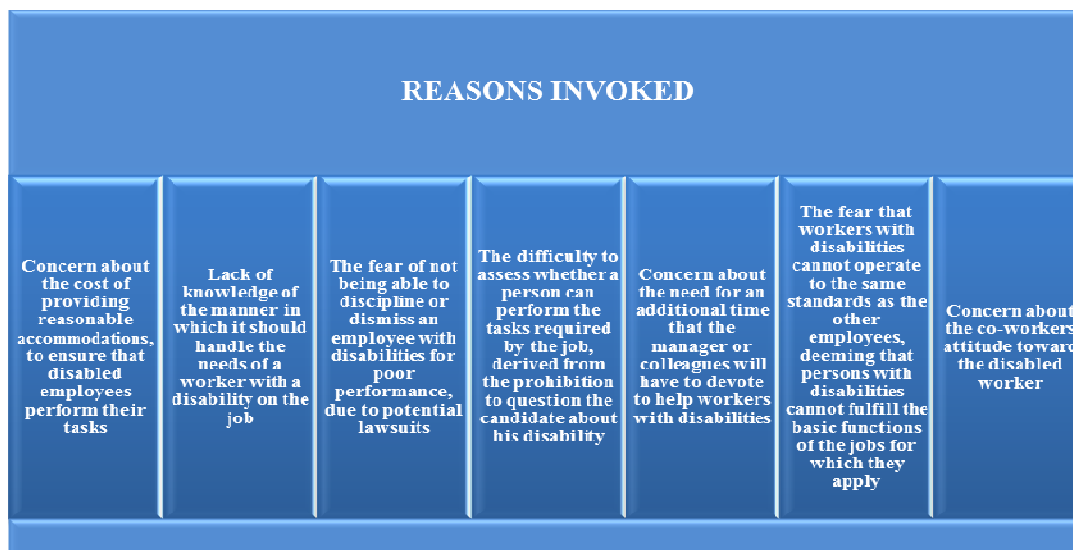 REASONS INVOKED
Concern about
the cost of
providing
reasonable
accommodations,
to ensure that
disabled
employees
perform their
tasks
Lack of
knowledge of
the manner in
which it should
handle the
needs of a
worker with a
disability on the
job
The fear of not
being able to
discipline or
dismiss an
employee with
disabilities for
poor
performance,
due to potential
lawsuits
The difficulty to
assess whether a
person can
perform the
tasks required
by the job,
derived from
the prohibition
to question the
candidate about
his disability
Concern about
the need for an
additional time
that the
manager or
colleagues will
have to devote
to help workers
with disabilities
The fear that
workers with
disabilities
cannot operate
to the same
standards as the
other
employees,
deeming that
persons with
disabilities
cannot fulfill the
basic functions
of the jobs for
which they
apply
Concern about
the co-workers
attitude toward
the disabled
worker